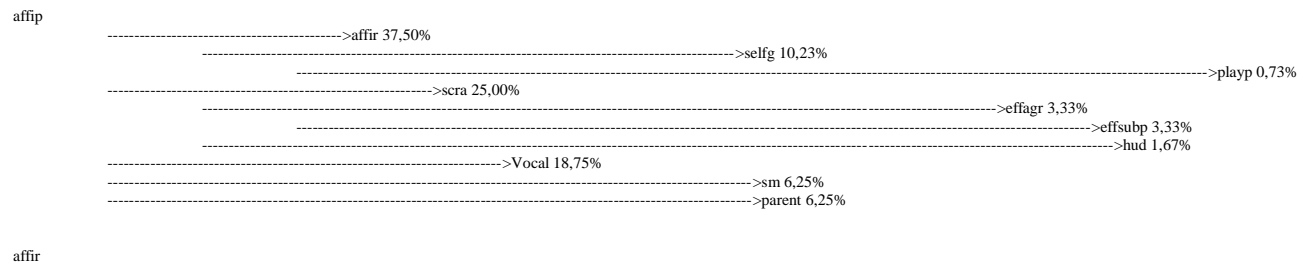 affip
------------------------------------------>affir 37,50%
------------------------------------------------------------------------------------------------>selfg 10,23%
-------------------------------------------------------------------------------------------------------------------------------------------------------------------->playp 0,73%
---------------------------------------------------------->scra 25,00%
----------------------------------------------------------------------------------------------------------------------------------------------->effagr 3,33%
----------------------------------------------------------------------------------------------------------------------------------------------->effsubp 3,33%
-------------------------------------------------------------------------------------------------------------------------------------------------------------------->hud 1,67%
----------------------------------------------------------------------->Vocal 18,75%
-------------------------------------------------------------------------------------------------------------------->sm 6,25%
-------------------------------------------------------------------------------------------------------------------->parent 6,25%
affir